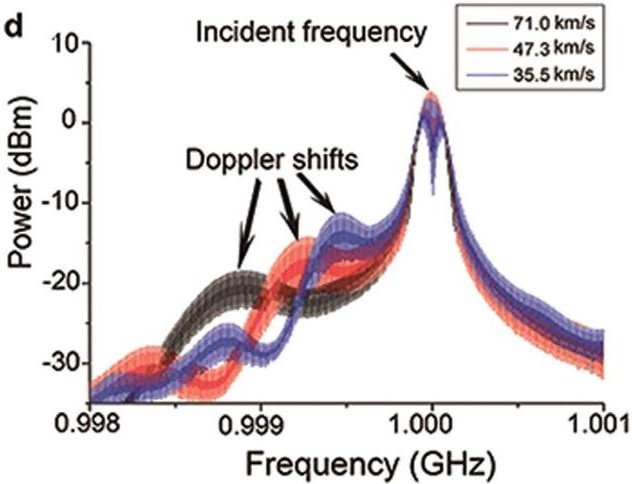 d
Incident frequency
71.0 km/s
47.3 km/s
35.5 km/s
Doppler shifts
Power (dBm)
10
0
-10
-20
-30
0.998
0.999
1.000
1.001
Frequency (GHz)